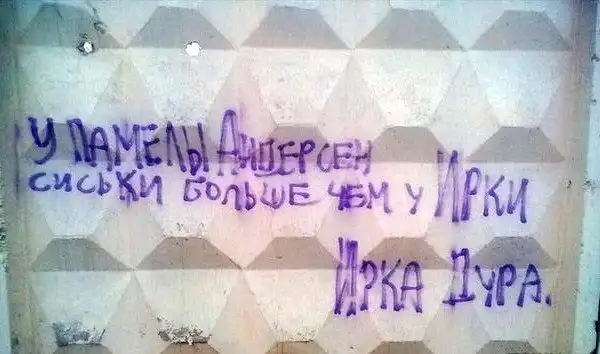 У ПАМЕЛЫ АНДЕРСЕН
СИСЬКИ БОЛЬШЕ ЧЕМ У ИРКИ
ИРКА ДУРА.